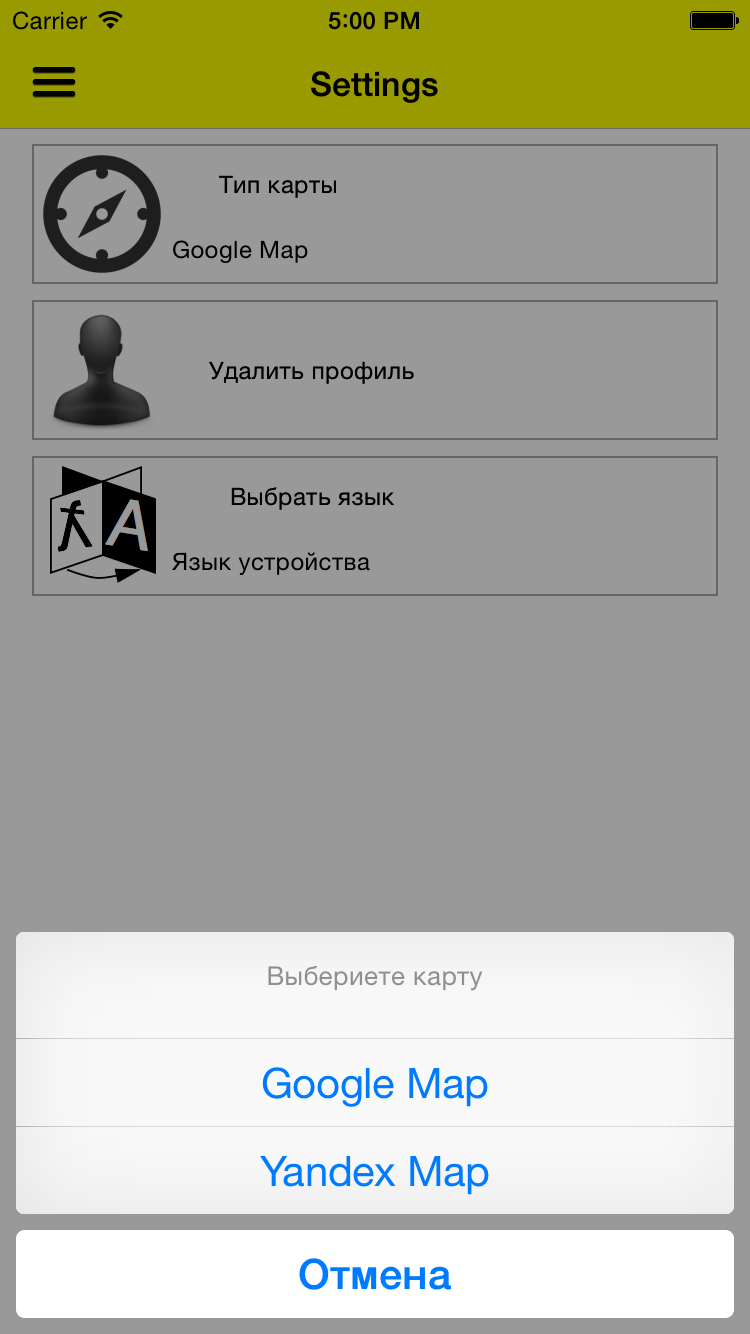 Carrier 5:00 PM
Settings
Тип карты
Google Map
Удалить профиль
Выбрать язык
Язык устройства
Выбериете карту
Google Map
Yandex Map
Отмена